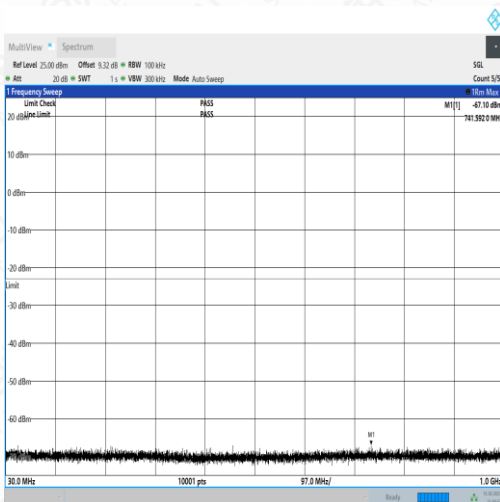 MultiView Spectrum
Ref Level 25.00 dBm Offset 9.32 dB RBW 100 kHz SGL
Att 20 dB SWT 1 s VBW 300 kHz Mode Auto Sweep Count 5/5
1 Frequency Sweep 1Rm Max
Limit Check PASS M1[1] -67.10 dBm
Line Limit PASS 741.592 0 MH
20 dBm
10 dBm
0 dBm
-10 dBm
-20 dBm
Limit
-30 dBm
-40 dBm
-50 dBm
-60 dBm
M1
30.0 MHz 10001 pts 97.0 MHz/ 1.0 GHz
Ready